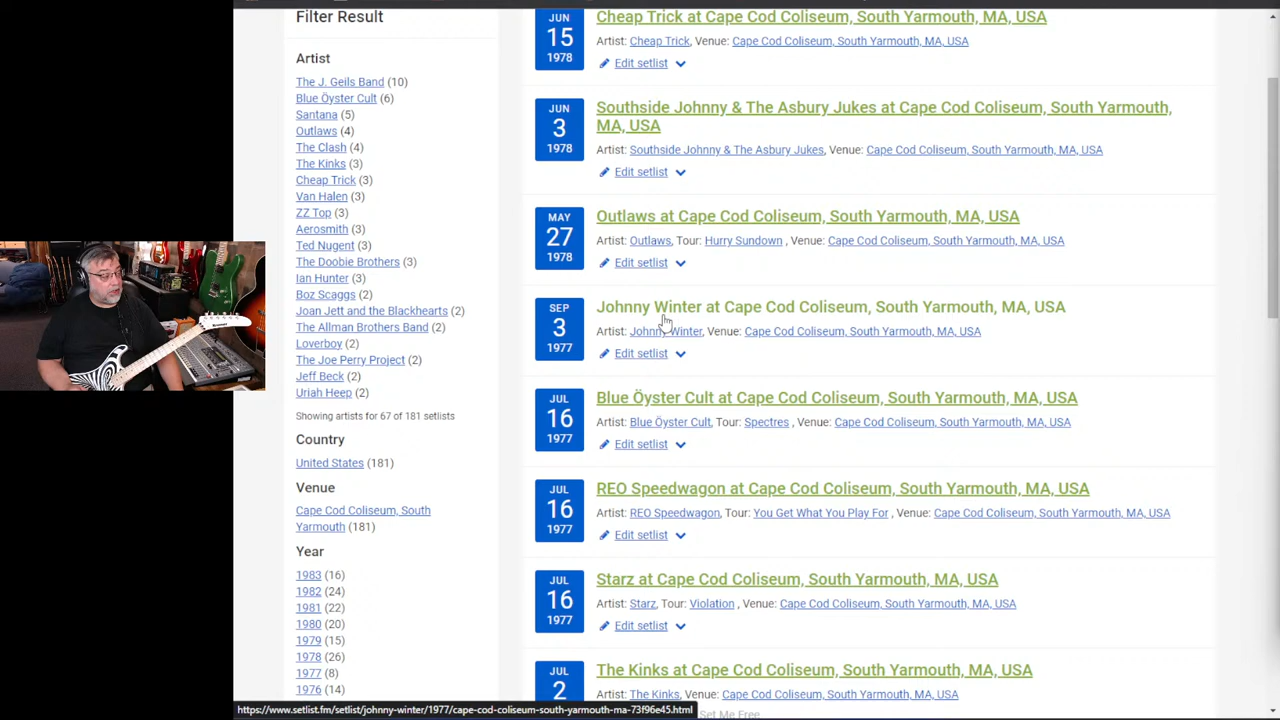 Filter Result
Artist
The J. Geils Band (10)
Blue Öyster Cult (6)
Santana (5)
Outlaws (4)
The Clash (4)
The Kinks (3)
Cheap Trick (3)
Van Halen (3)
ZZ Top (3)
Aerosmith (3)
Ted Nugent (3)
The Doobie Brothers (3)
Ian Hunter (3)
Boz Scaggs (2)
Joan Jett and the Blackhearts (2)
The Allman Brothers Band (2)
Loverboy (2)
The Joe Perry Project (2)
Jeff Beck (2)
Uriah Heep (2)
Showing artists for 67 of 181 setlists
Country
United States (181)
Venue
Cape Cod Coliseum, South
Yarmouth (181)
Year
1983 (16)
1982 (24)
1981 (22)
1980 (20)
1979 (15)
1978 (26)
1977 (8)
1976 (14)
JUN
15
1978
Cheap Trick at Cape Cod Coliseum, South Yarmouth, MA, USA
Artist: Cheap Trick, Venue: Cape Cod Coliseum, South Yarmouth, MA, USA
Edit setlist
JUN
3
1978
Southside Johnny & The Asbury Jukes at Cape Cod Coliseum, South Yarmouth,
MA, USA
Artist: Southside Johnny & The Asbury Jukes, Venue: Cape Cod Coliseum, South Yarmouth, MA, USA
Edit setlist
MAY
27
1978
Outlaws at Cape Cod Coliseum, South Yarmouth, MA, USA
Artist: Outlaws, Tour: Hurry Sundown , Venue: Cape Cod Coliseum, South Yarmouth, MA, USA
Edit setlist
SEP
3
1977
Johnny Winter at Cape Cod Coliseum, South Yarmouth, MA, USA
Artist: Johnny Winter, Venue: Cape Cod Coliseum, South Yarmouth, MA, USA
Edit setlist
JUL
16
1977
Blue Öyster Cult at Cape Cod Coliseum, South Yarmouth, MA, USA
Artist: Blue Öyster Cult, Tour: Spectres , Venue: Cape Cod Coliseum, South Yarmouth, MA, USA
Edit setlist
JUL
16
1977
REO Speedwagon at Cape Cod Coliseum, South Yarmouth, MA, USA
Artist: REO Speedwagon, Tour: You Get What You Play For , Venue: Cape Cod Coliseum, South Yarmouth, MA, USA
Edit setlist
JUL
16
1977
Starz at Cape Cod Coliseum, South Yarmouth, MA, USA
Artist: Starz, Tour: Violation , Venue: Cape Cod Coliseum, South Yarmouth, MA, USA
Edit setlist
JUL
2
The Kinks at Cape Cod Coliseum, South Yarmouth, MA, USA
Artist: The Kinks, Venue: Cape Cod Coliseum, South Yarmouth, MA, USA
Set Me Free
https://www.setlist.fm/setlist/johnny-winter/1977/cape-cod-coliseum-south-yarmouth-ma-73f96e45.html